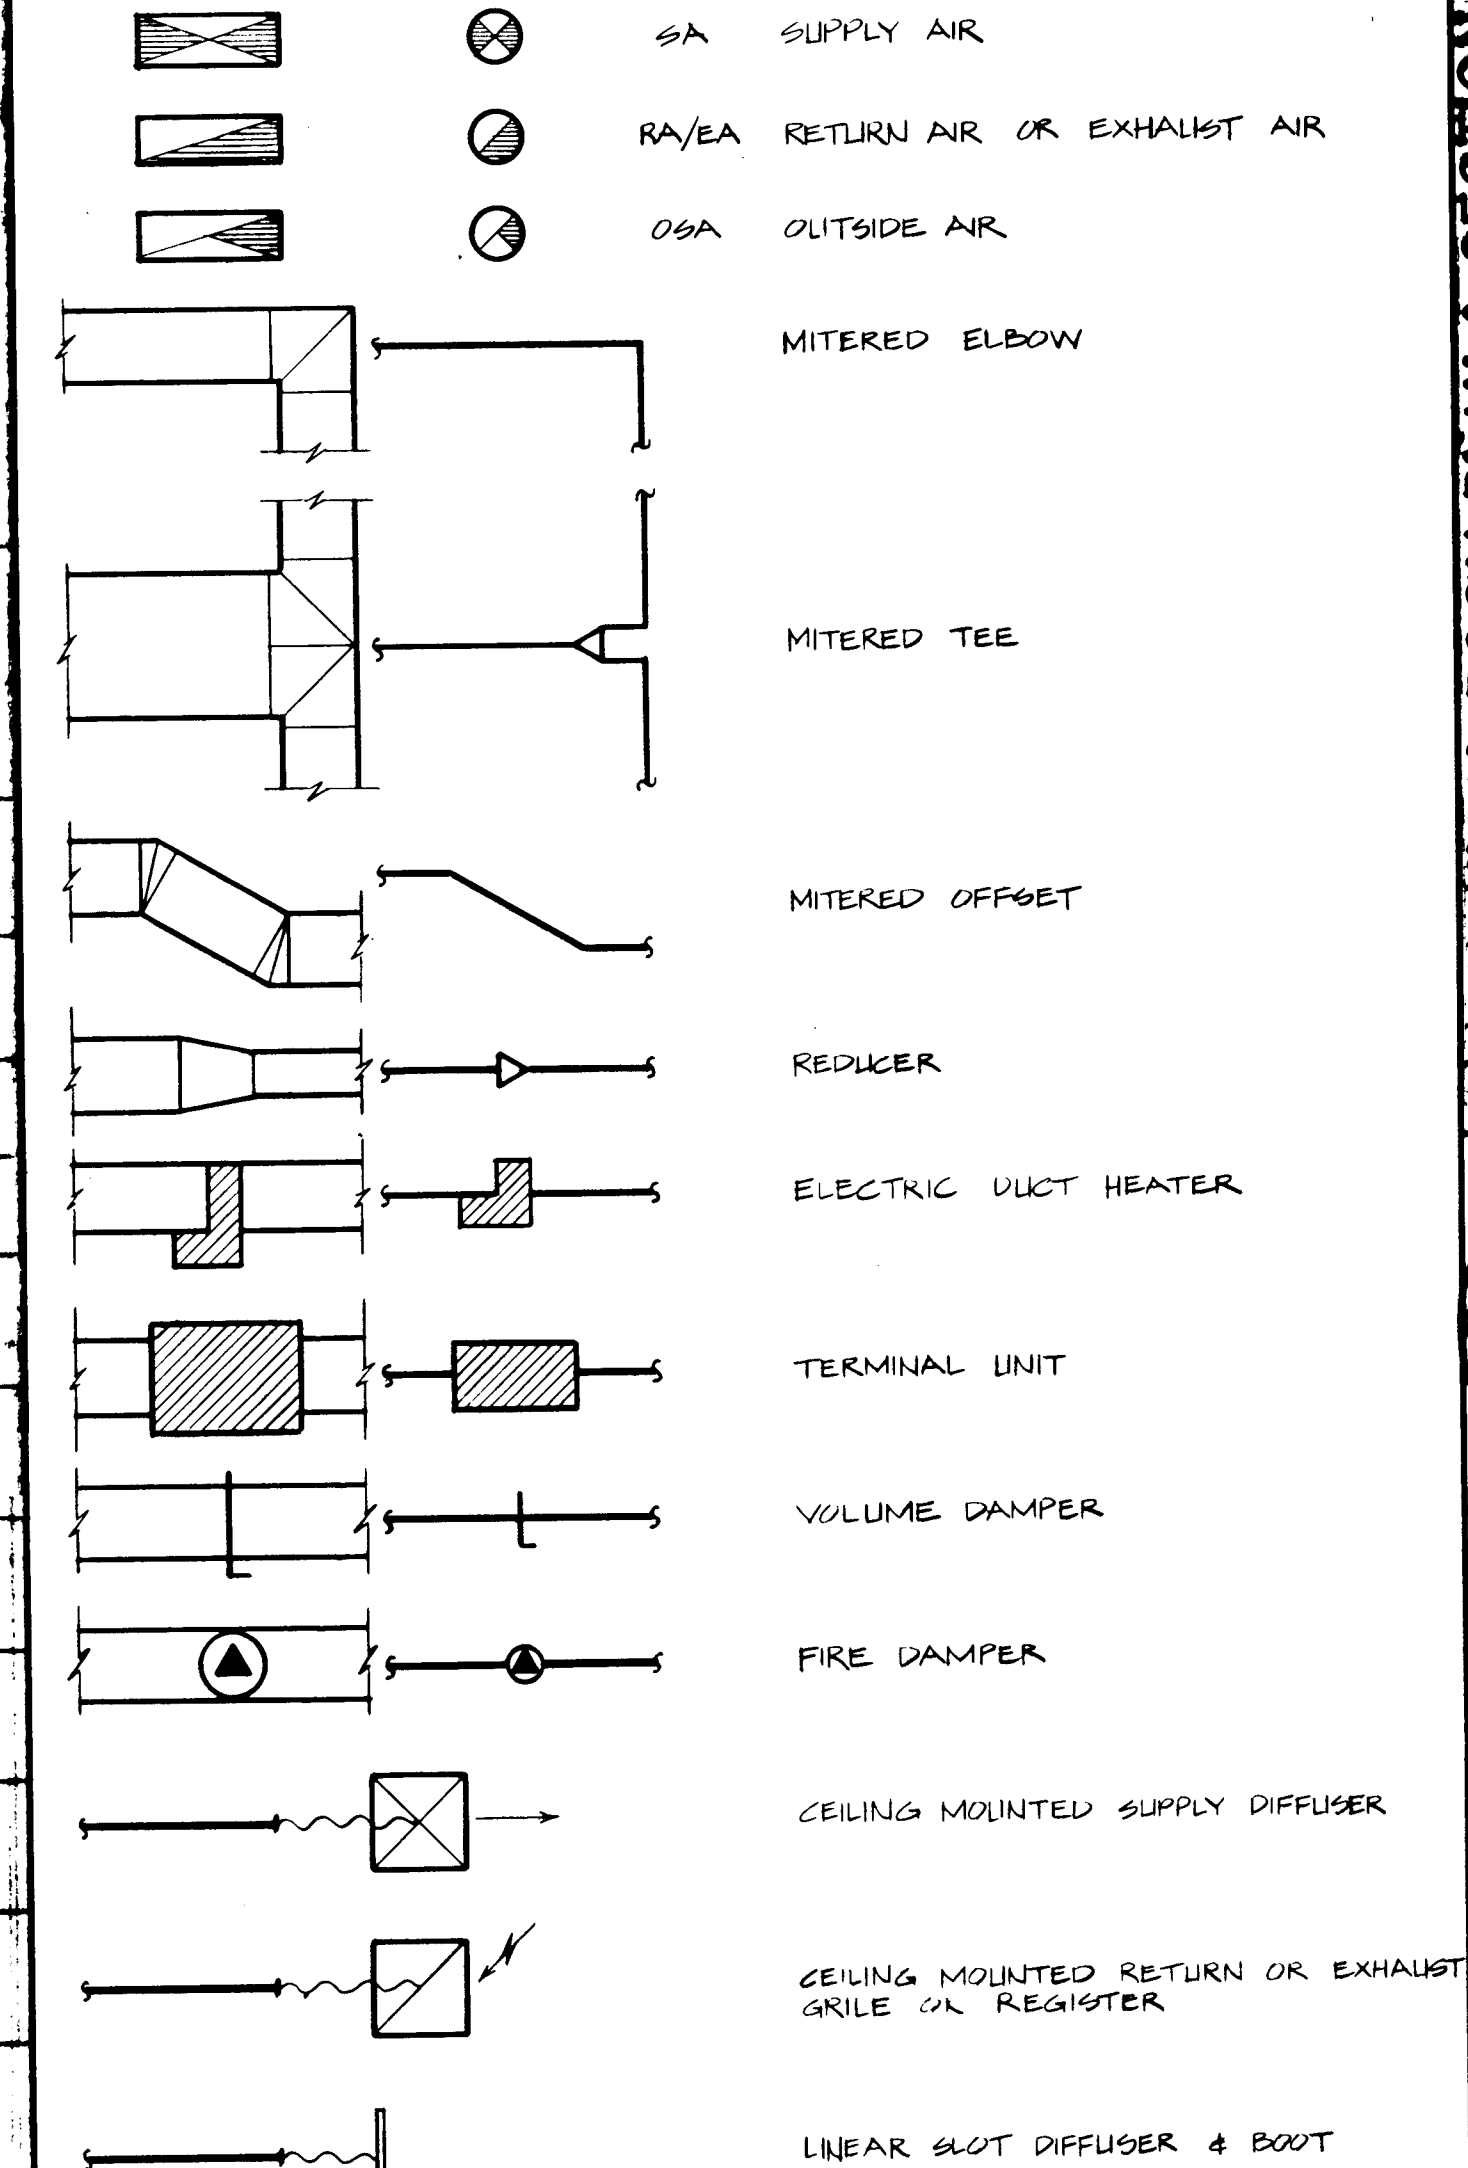 SA SUPPLY AIR
RA/EA RETURN AIR OR EXHAUST AIR
OSA OUTSIDE AIR
MITERED ELBOW
MITERED TEE
MITERED OFFSET
REDUCER
ELECTRIC DUCT HEATER
TERMINAL UNIT
VOLUME DAMPER
FIRE DAMPER
CEILING MOUNTED SUPPLY DIFFUSER
CEILING MOUNTED RETURN OR EXHAUST
GRILE OR REGISTER
LINEAR SLOT DIFFUSER & BOOT